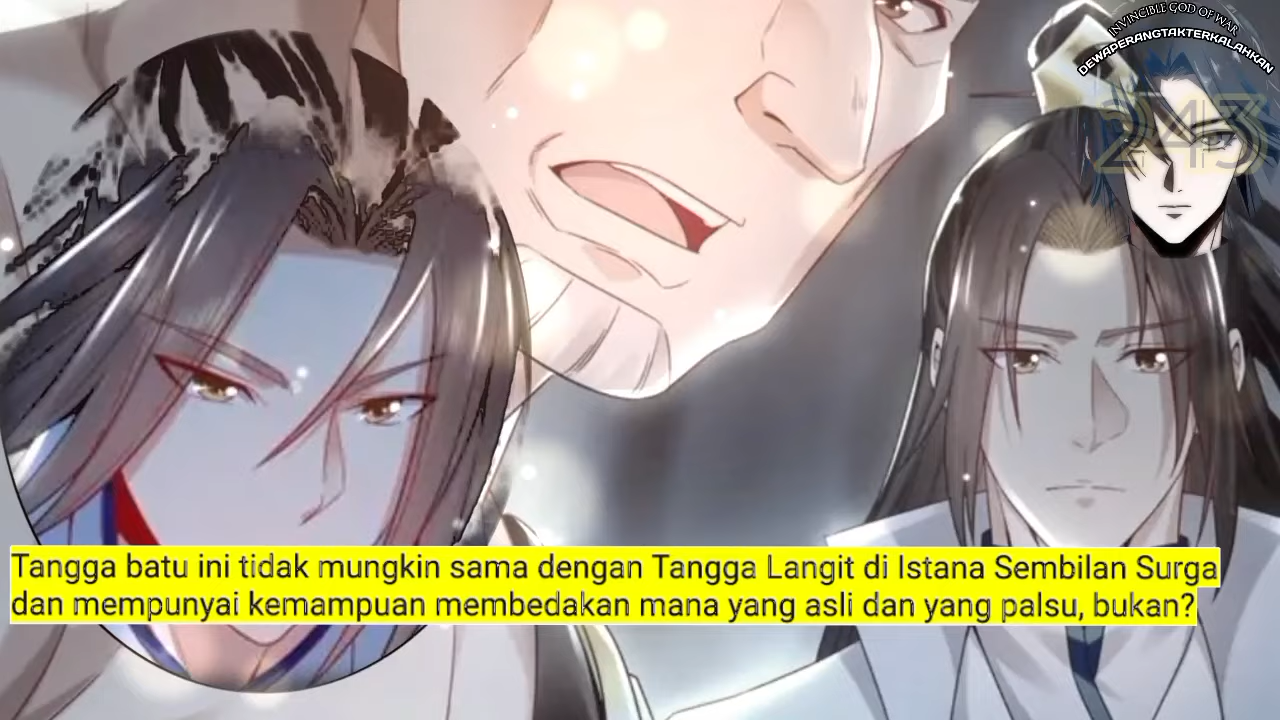 INVINCIBLE GOD OF WAR
DEWAPERANGTAKTERKALAHKAN
243
Tangga batu ini tidak mungkin sama dengan Tangga Langit di Istana Sembilan Surga
dan mempunyai kemampuan membedakan mana yang asli dan yang palsu, bukan?